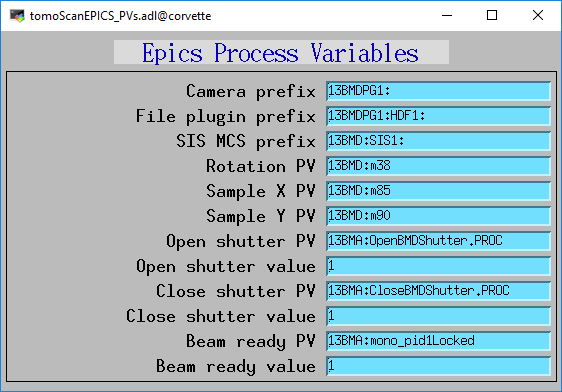 tomoScanEPICS_PVs.adl@corvette
Epics Process Variables
Camera prefix 13BMDPG1:
File plugin prefix 13BMDPG1:HDF1:
SIS MCS prefix 13BMD:SIS1:
Rotation PV 13BMD:m38
Sample X PV 13BMD:m85
Sample Y PV 13BMD:m90
Open shutter PV 13BMA:OpenBMDShutter.PROC
Open shutter value 1
Close shutter PV 13BMA:CloseBMDShutter.PROC
Close shutter value 1
Beam ready PV 13BMA:mono_pid1Locked
Beam ready value 1